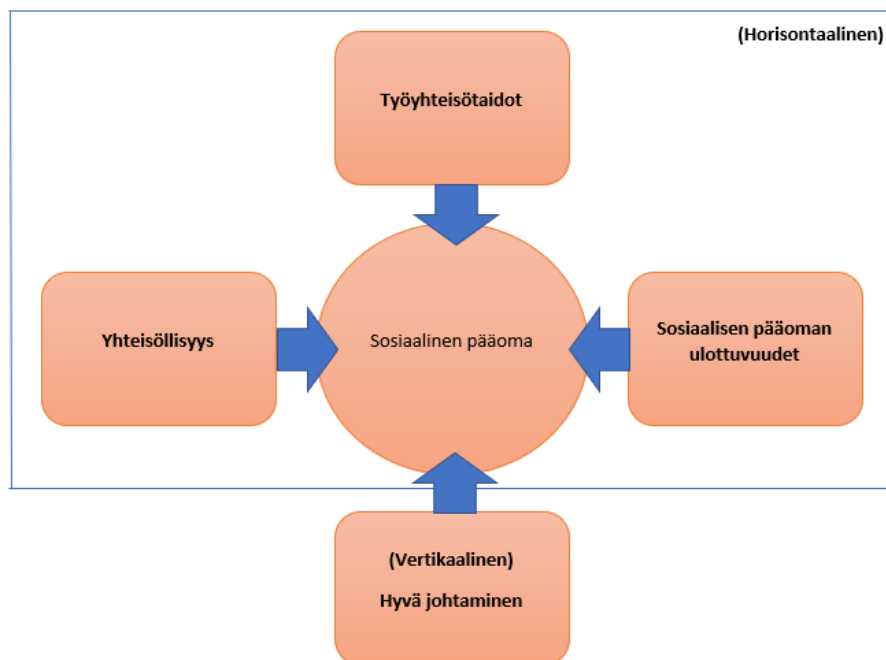 (Horisontaalinen)
Työyhteisötaidot
Yhteisöllisyys
Sosiaalinen pääoma
Sosiaalisen pääoman
ulottuvuudet
(Vertikaalinen)
Hyvä johtaminen